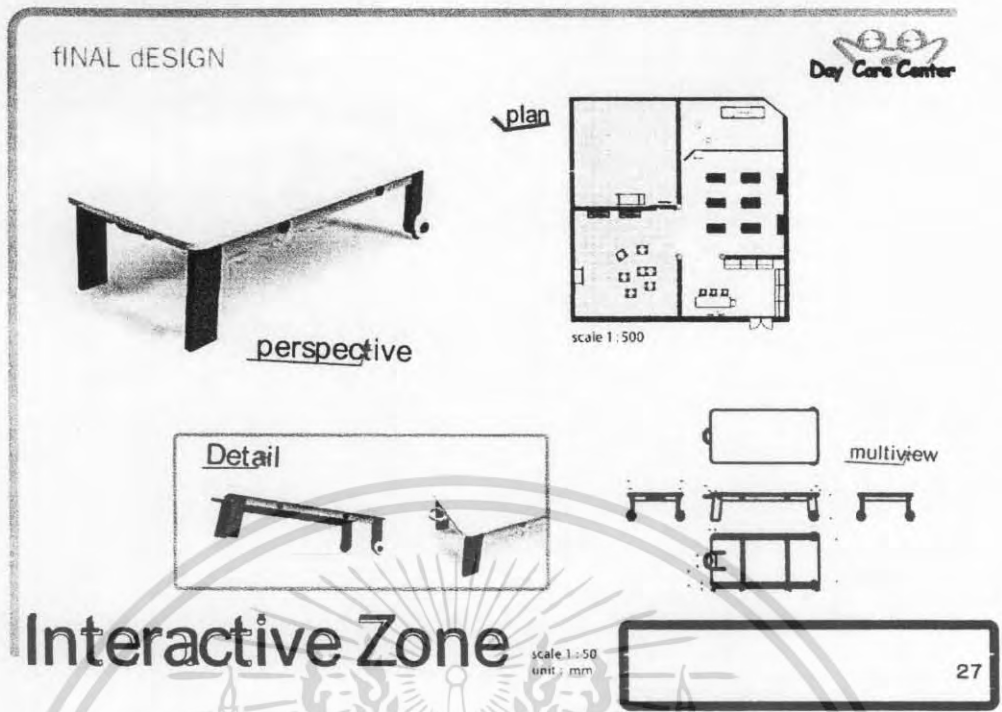 fINAL dESIGN
Day Care Center
plan
scale 1:500
perspective
Detail
multiview
Interactive Zone
scale 1:50
unit : mm
27